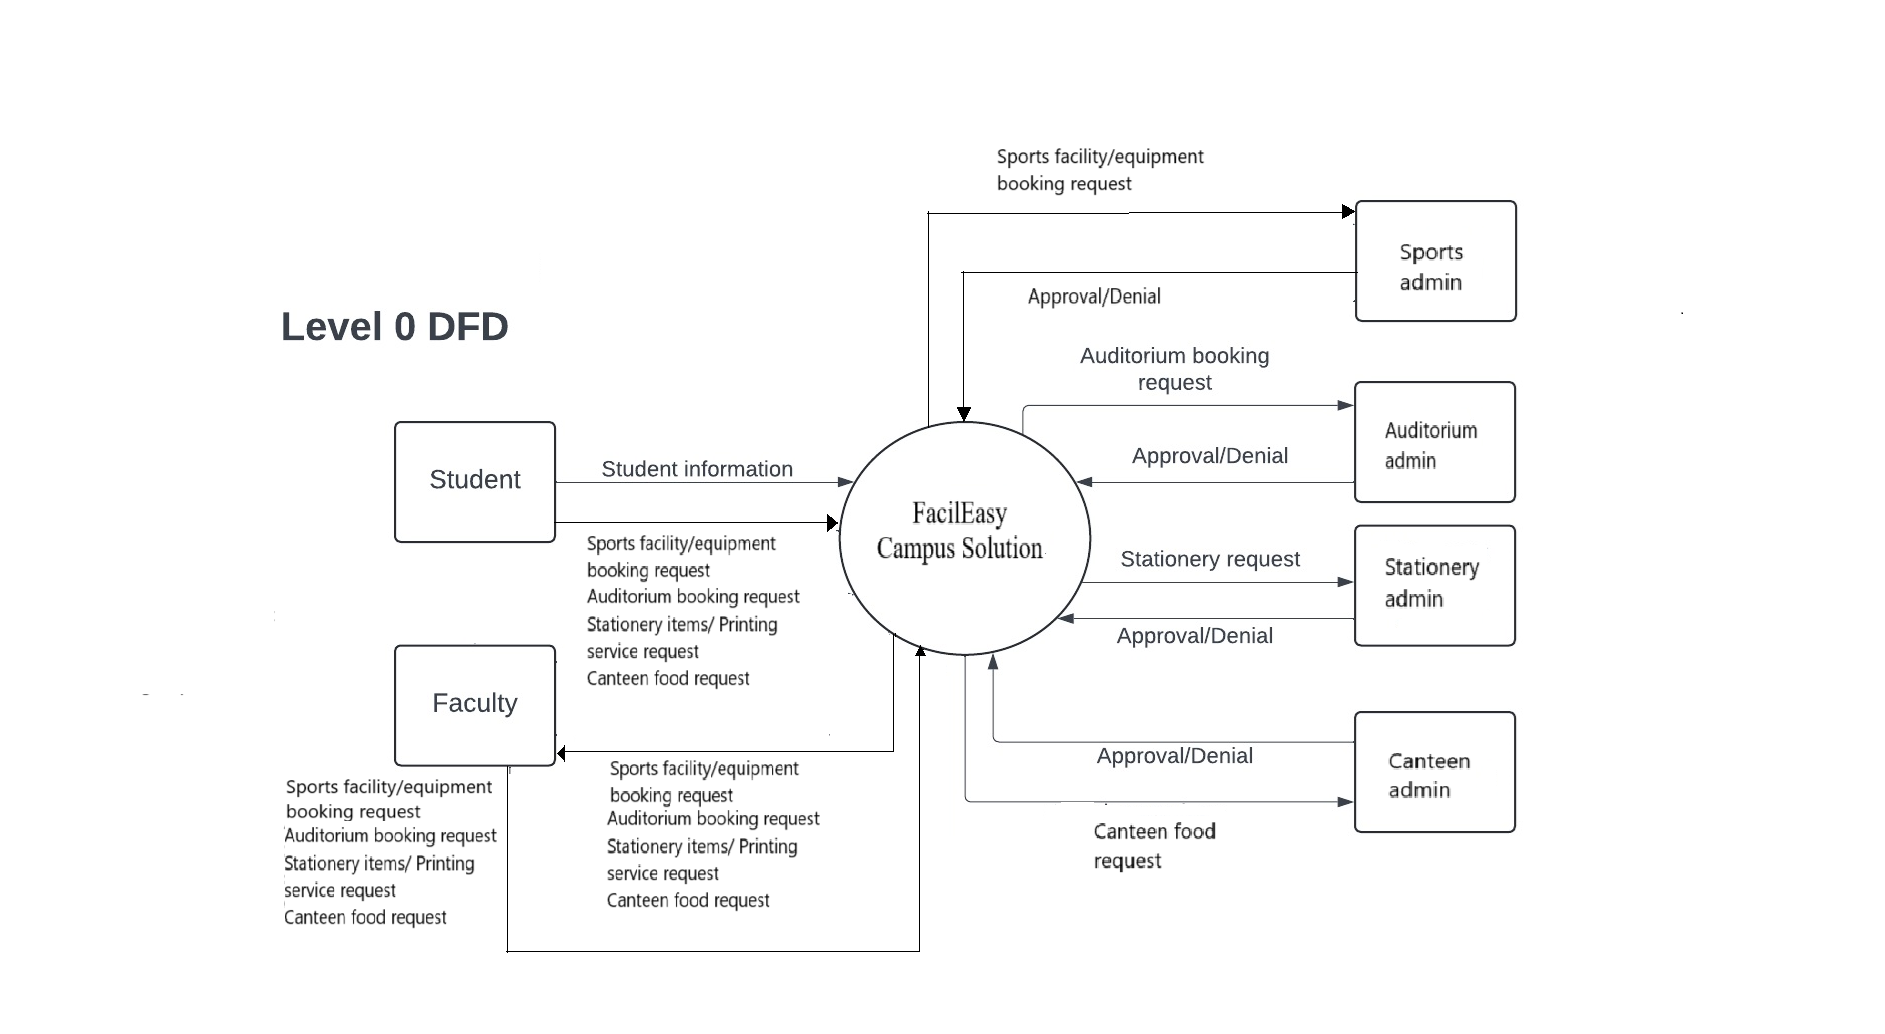 Sports facility/equipment
booking request
Sports
admin
Approval/Denial
Level 0 DFD
Auditorium booking
request
Auditorium
admin
Approval/Denial
Student
Student information
FacilEasy
Campus Solution
Sports facility/equipment
booking request
Auditorium booking request
Stationery items/ Printing
service request
Canteen food request
Stationery request
Stationery
admin
Approval/Denial
Faculty
Approval/Denial
Canteen
admin
Canteen food
request
Sports facility/equipment
booking request
Auditorium booking request
Stationery items/ Printing
service request
Canteen food request
Sports facility/equipment
booking request
Auditorium booking request
Stationery items/ Printing
service request
Canteen food request